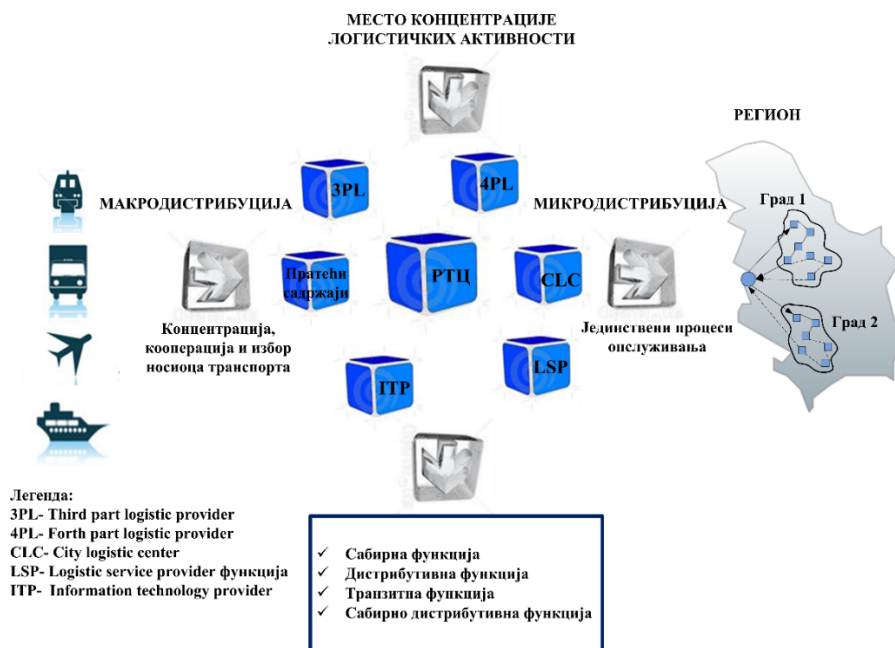 МЕСТО КОНЦЕНТРАЦИЈЕ
ЛОГИСТИЧКИХ АКТИВНОСТИ
РЕГИОН
3PL
4PL
Град 1
МАКРОДИСТРИБУЦИЈА
МИКРОДИСТРИБУЦИЈА
Пратећи
садржаји
РТЦ
CLC
Концентрација,
кооперација и избор
носиоца транспорта
Јединствени процеси
опслуживања
Град 2
ITP
LSP
Легенда:
3PL- Third part logistic provider
4PL- Forth part logistic provider
CLC- City logistic center
LSP- Logistic service provider функција
ITP- Information technology provider
✓ Сабирна функција
✓ Дистрибутивна функција
✓ Транзитна функција
✓ Сабирно дистрибутивна функција